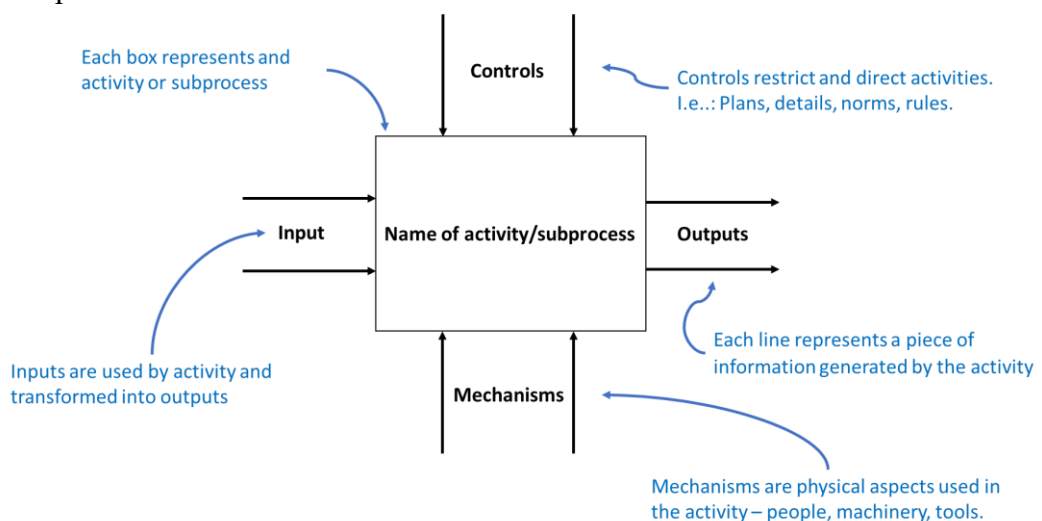 Each box represents and
activity or subprocess
Controls
Controls restrict and direct activities.
I.e..: Plans, details, norms, rules.
Input
Name of activity/subprocess
Outputs
Inputs are used by activity and
transformed into outputs
Each line represents a piece of
information generated by the activity
Mechanisms
Mechanisms are physical aspects used in
the activity – people, machinery, tools.